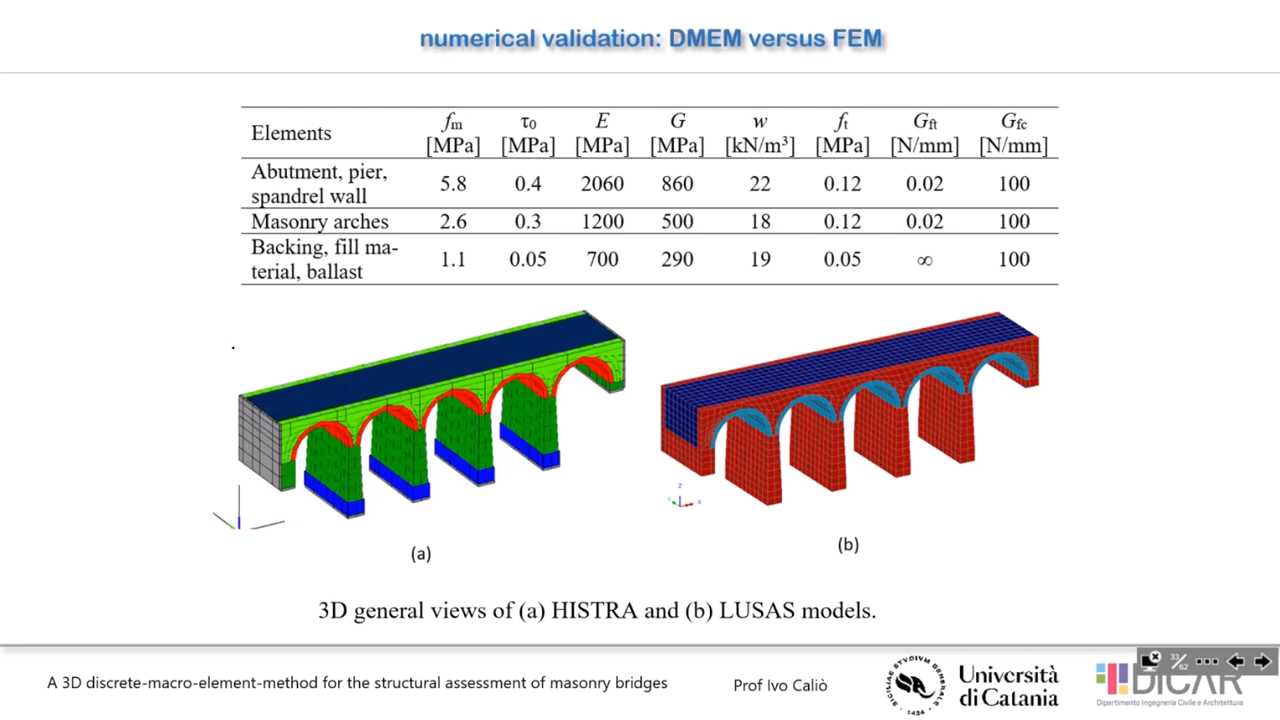 numerical validation: DMEM versus FEM
Elements fm τ0 E G w ft Gft Gfc
[MPa] [MPa] [MPa] [MPa] [kN/m³] [MPa] [N/mm] [N/mm]
Abutment, pier,
spandrel wall 5.8 0.4 2060 860 22 0.12 0.02 100
Masonry arches 2.6 0.3 1200 500 18 0.12 0.02 100
Backing, fill ma-
terial, ballast 1.1 0.05 700 290 19 0.05 ∞ 100
(a)
(b)
3D general views of (a) HISTRA and (b) LUSAS models.
A 3D discrete-macro-element-method for the structural assessment of masonry bridges
Prof Ivo Caliò
Università
di Catania
DICAR
Dipartimento Ingegneria Civile e Architettura
33/62
Z
X
1434